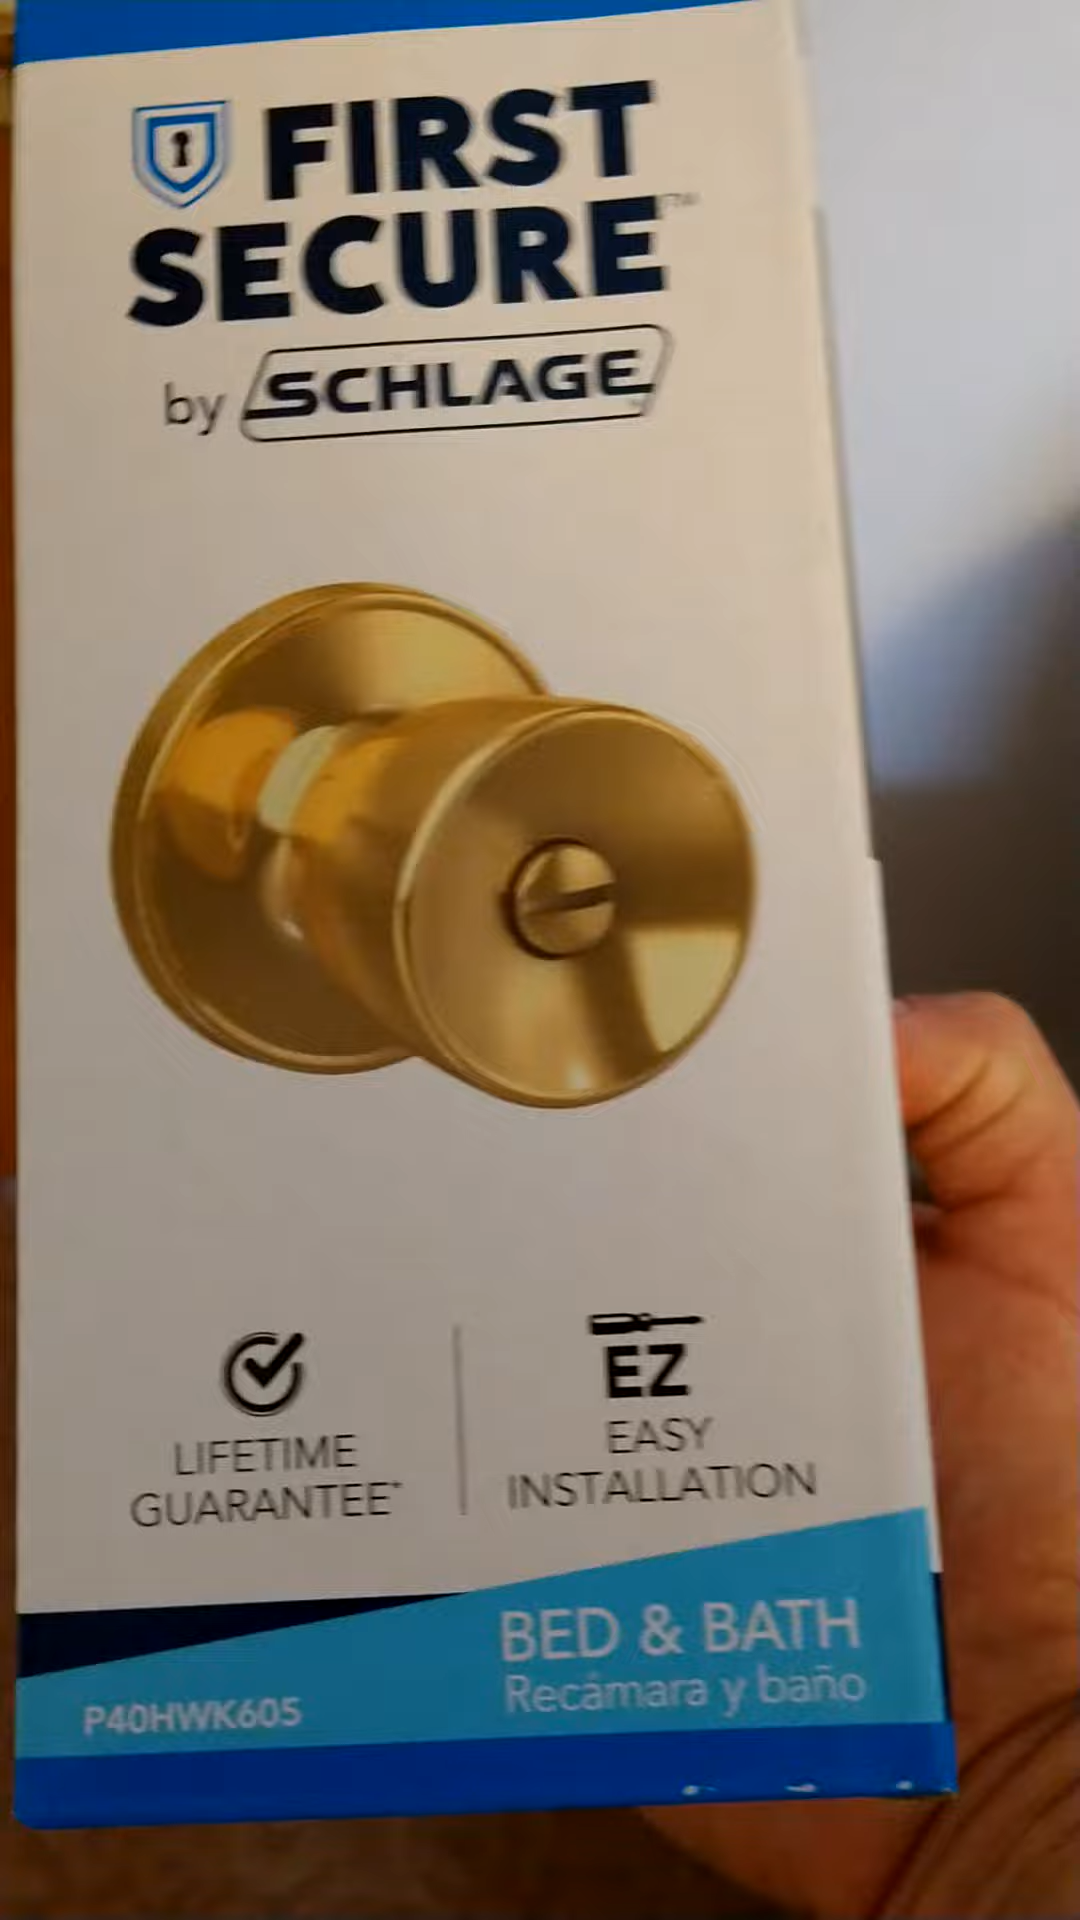 FIRST
SECURE™
by SCHLAGE
LIFETIME
GUARANTEE*
EZ
EASY
INSTALLATION
BED & BATH
Recámara y baño
P40HWK605